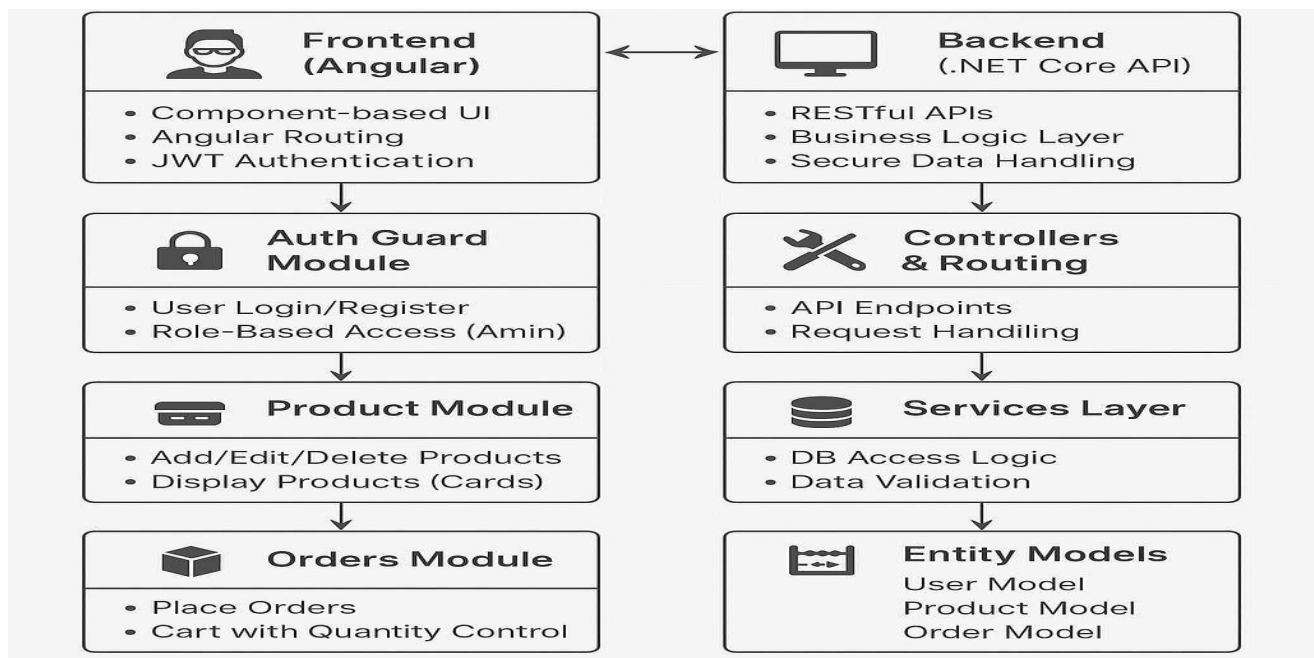 Frontend
(Angular)
• Component-based UI
• Angular Routing
• JWT Authentication
Auth Guard
Module
• User Login/Register
• Role-Based Access (Amin)
Product Module
• Add/Edit/Delete Products
• Display Products (Cards)
Orders Module
• Place Orders
• Cart with Quantity Control
Backend
(.NET Core API)
• RESTful APIs
• Business Logic Layer
• Secure Data Handling
Controllers
& Routing
• API Endpoints
• Request Handiling
Services Layer
• DB Access Logic
• Data Validation
Entity Models
User Model
Product Model
Order Model